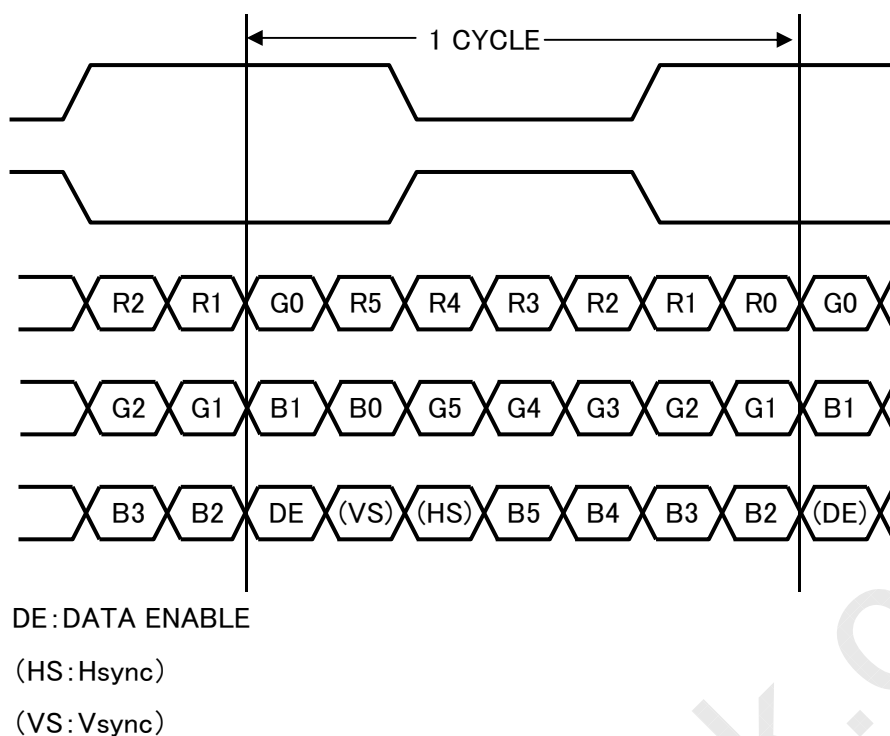 1 CYCLE
R2 R1 G0 R5 R4 R3 R2 R1 R0 G0
G2 G1 B1 B0 G5 G4 G3 G2 G1 B1
B3 B2 DE (VS) (HS) B5 B4 B3 B2 (DE)
DE:DATA ENABLE
(HS:Hsync)
(VS:Vsync)